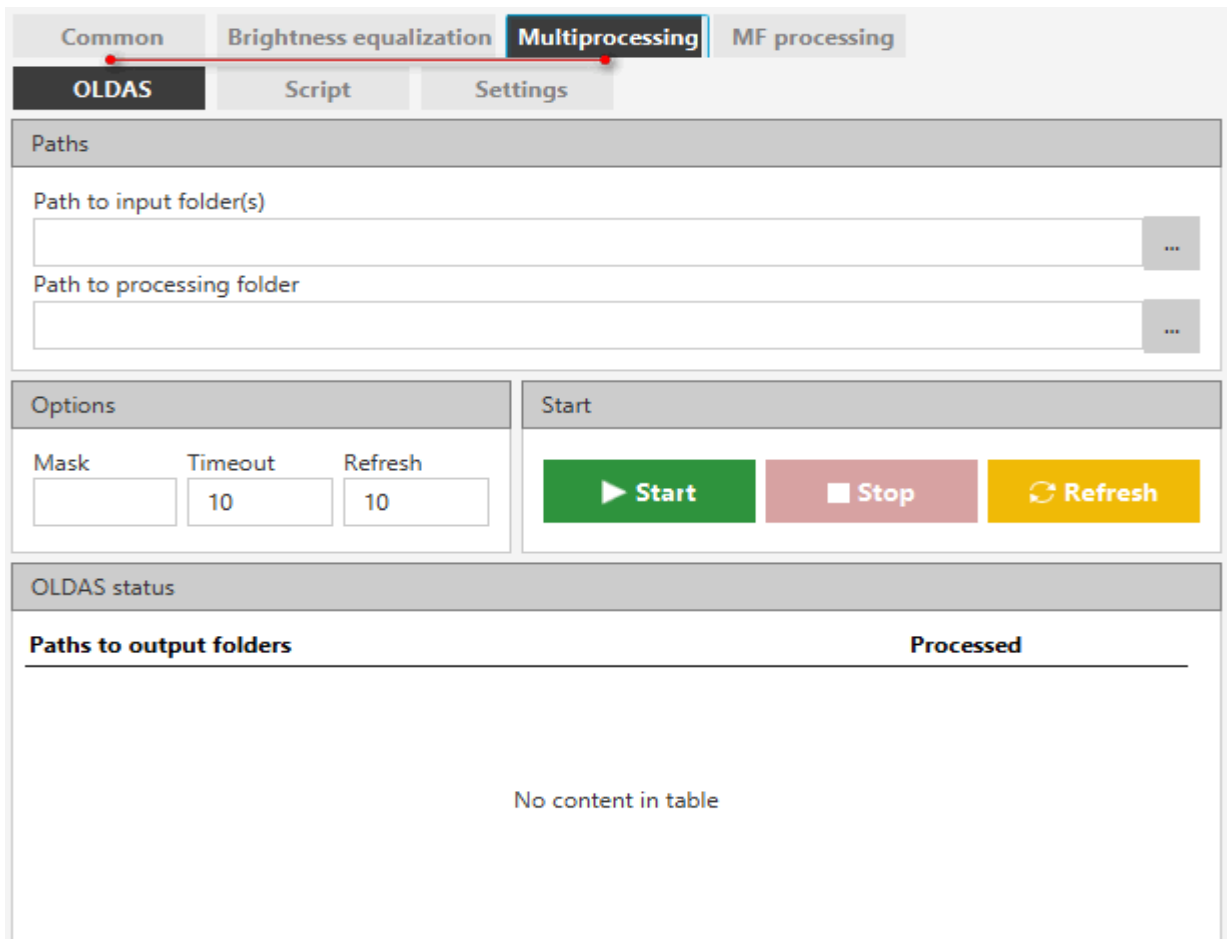 Common Brightness equalization Multiprocessing MF processing
OLDAS Script Settings
Paths
Path to input folder(s)
...
Path to processing folder
...
Options Start
Mask Timeout Refresh
10 10 Start Stop Refresh
OLDAS status
Paths to output folders Processed
No content in table